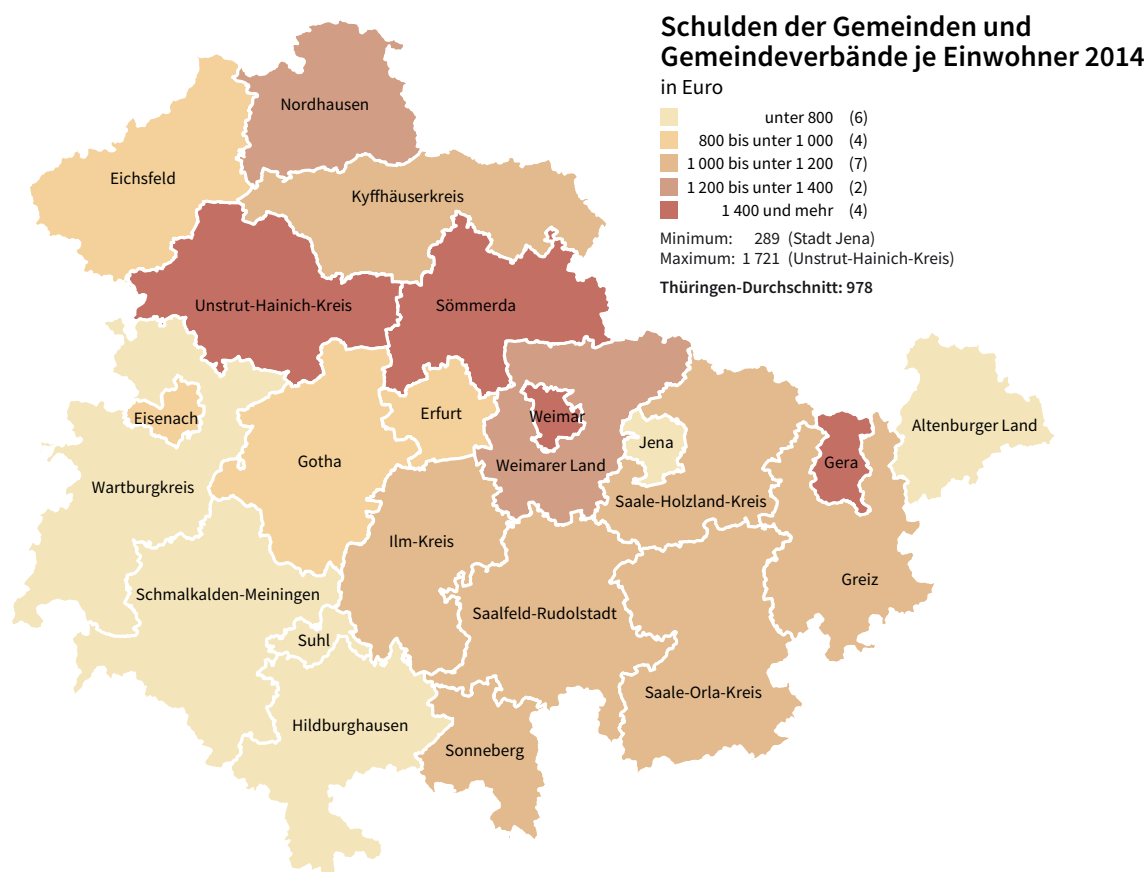 Schulden der Gemeinden und
Gemeindeverbände je Einwohner 2014
in Euro
unter 800 (6)
800 bis unter 1 000 (4)
1 000 bis unter 1 200 (7)
1 200 bis unter 1 400 (2)
1 400 und mehr (4)
Minimum: 289 (Stadt Jena)
Maximum: 1 721 (Unstrut-Hainich-Kreis)
Thüringen-Durchschnitt: 978
Nordhausen
Eichsfeld
Kyffhäuserkreis
Unstrut-Hainich-Kreis
Sömmerda
Eisenach
Erfurt
Weimar
Altenburger Land
Jena
Gotha
Weimarer Land
Gera
Wartburgkreis
Saale-Holzland-Kreis
Ilm-Kreis
Greiz
Schmalkalden-Meiningen
Saalfeld-Rudolstadt
Suhl
Saale-Orla-Kreis
Hildburghausen
Sonneberg